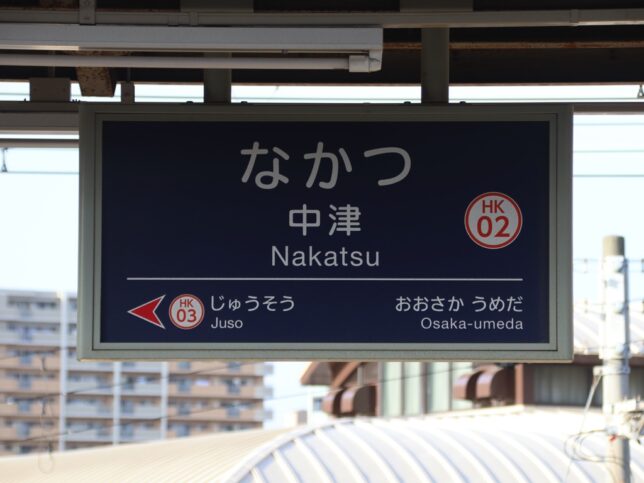 なかつ
中津
Nakatsu
HK
02
HK
03
じゅうそう
Juso
おおさか うめだ
Osaka-umeda